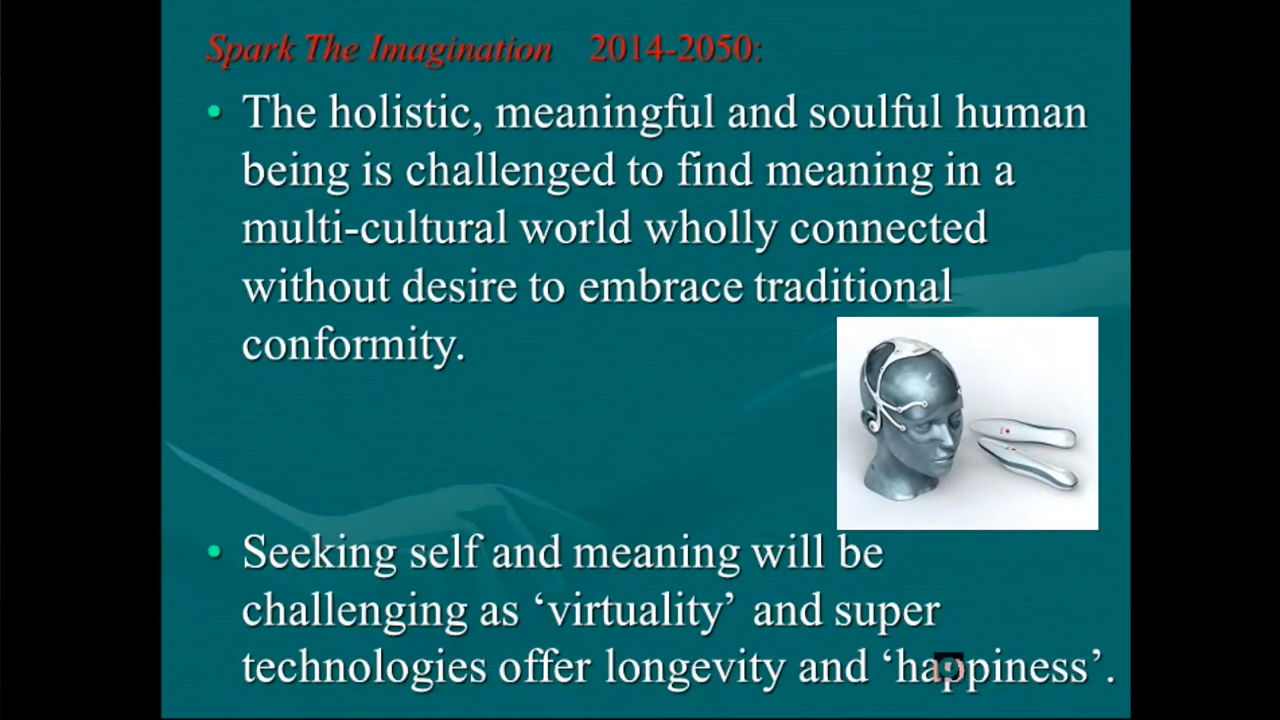 Spark The Imagination 2014-2050:
• The holistic, meaningful and soulful human
being is challenged to find meaning in a
multi-cultural world wholly connected
without desire to embrace traditional
conformity.
• Seeking self and meaning will be
challenging as ‘virtuality’ and super
technologies offer longevity and ‘happiness’.